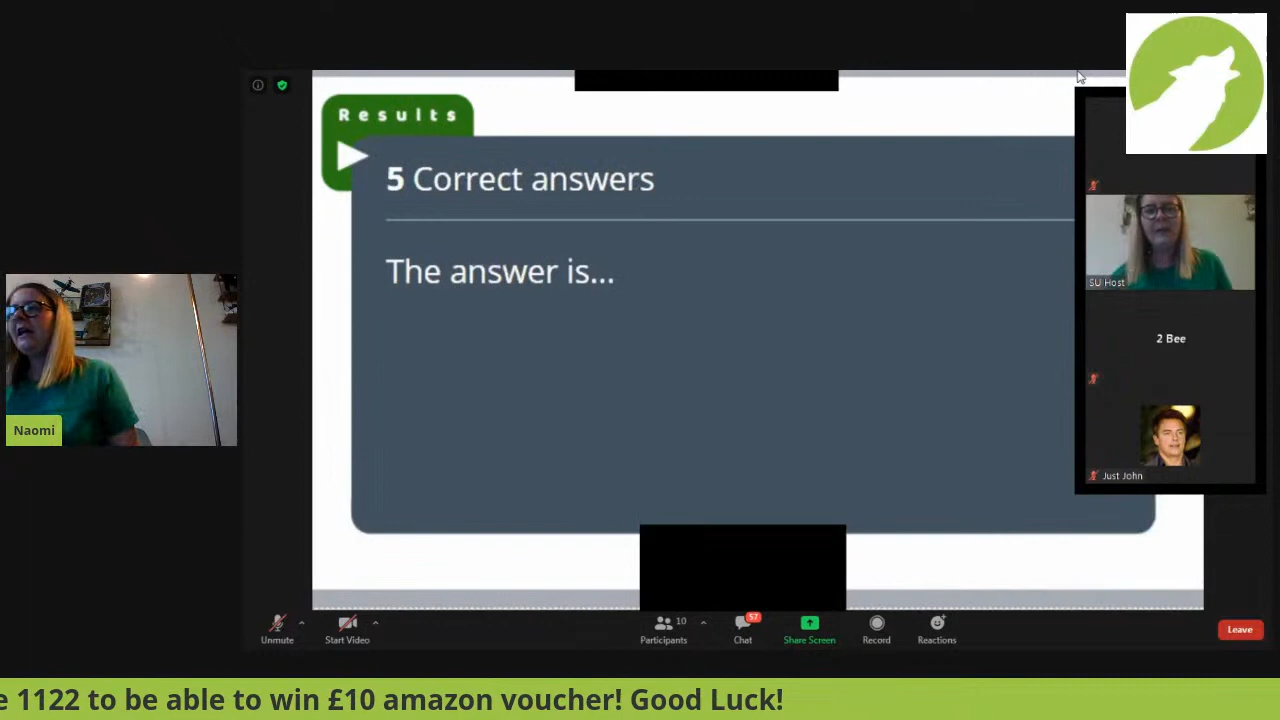 Results
5 Correct answers
The answer is...
SU Host
2 Bee
Just John
Naomi
Unmute
Start Video
Participants
10
Chat
57
Share Screen
Record
Reactions
Leave
e 1122 to be able to win £10 amazon voucher! Good Luck!